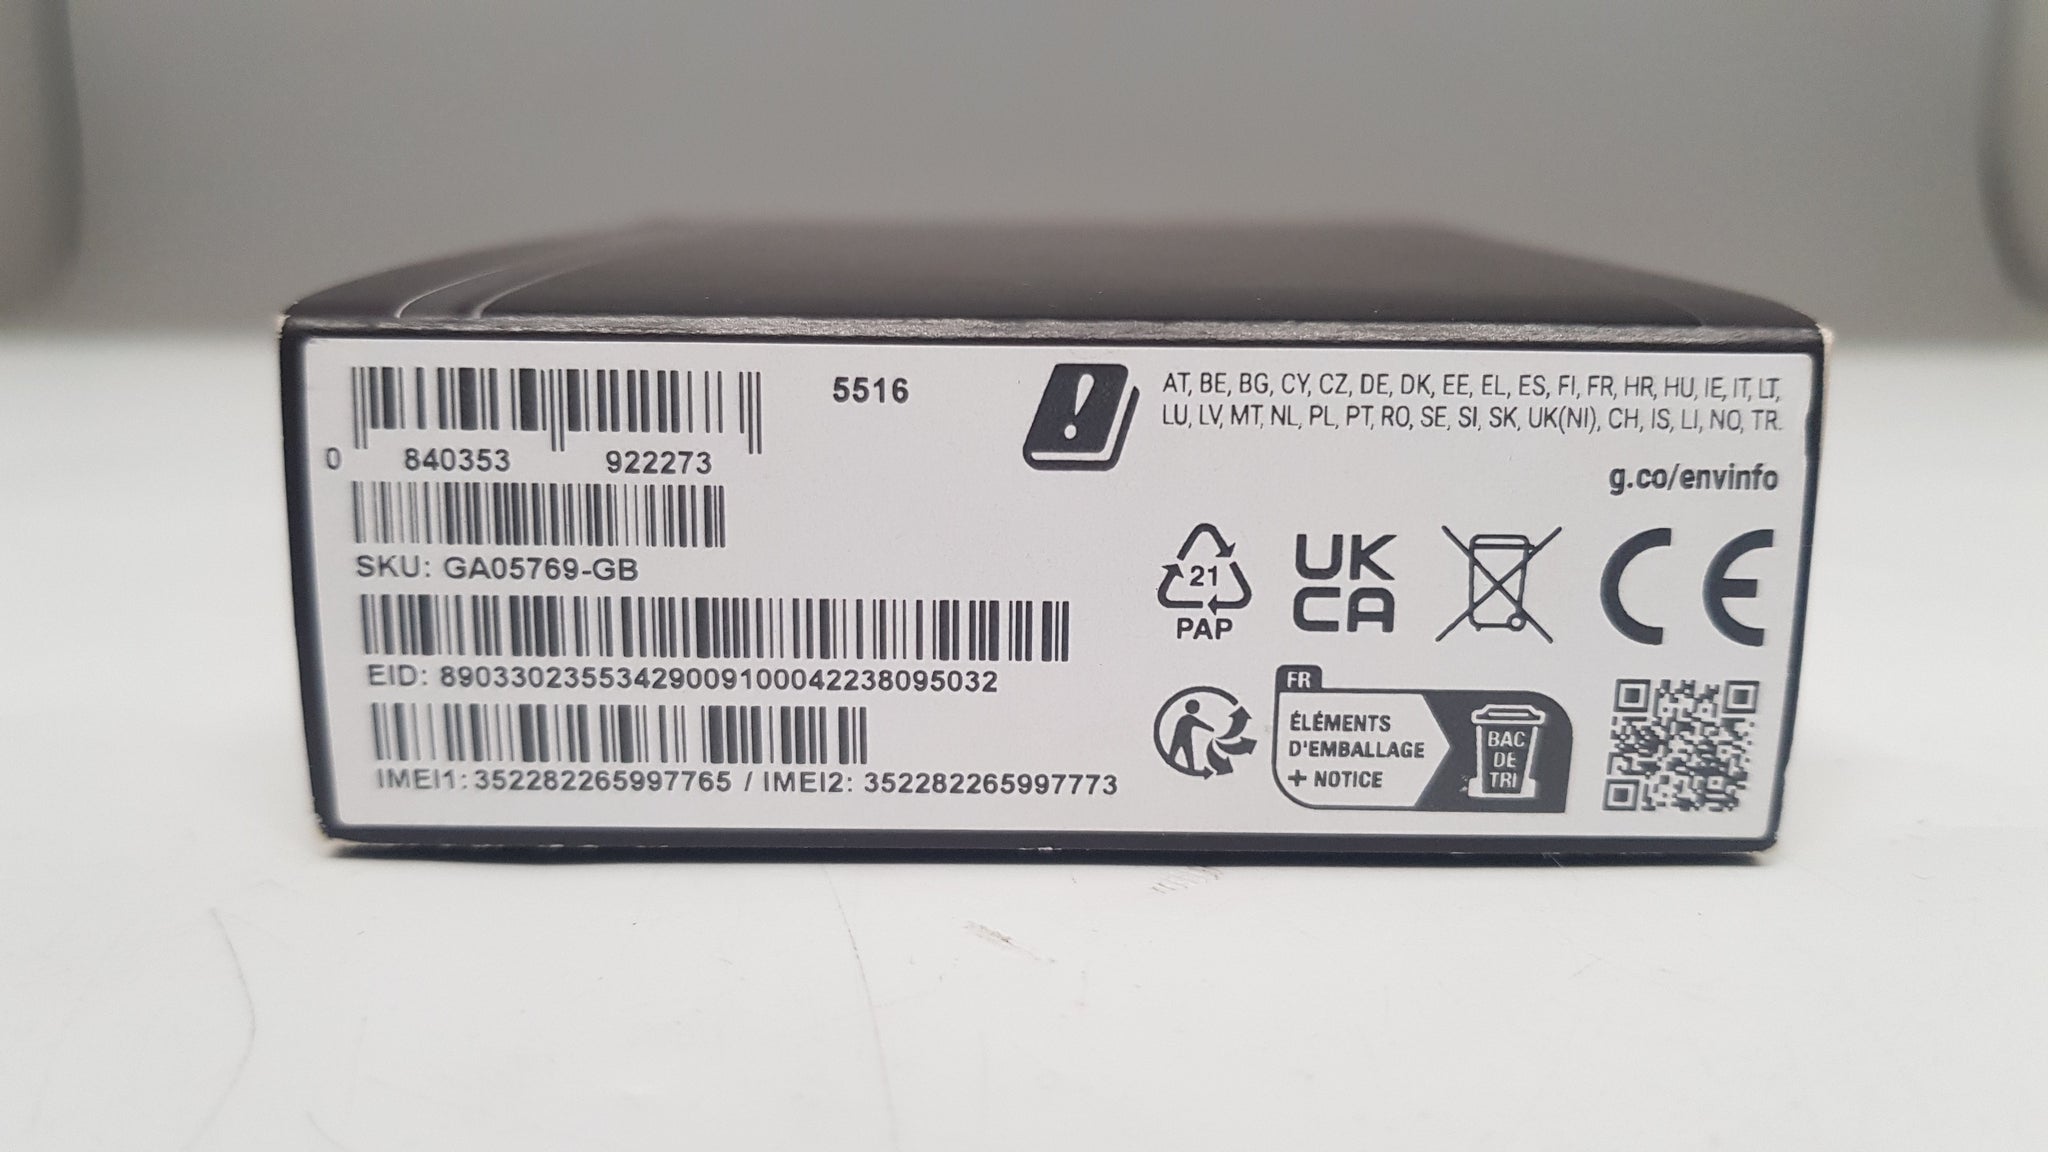 5516
0 840353 922273
SKU: GA05769-GB
EID: 89033023553429009100042238095032
IMEI1: 352282265997765 / IMEI2: 352282265997773
AT, BE, BG, CY, CZ, DE, DK, EE, EL, ES, FI, FR, HR, HU, IE, IT, LT,
LU, LV, MT, NL, PL, PT, RO, SE, SI, SK, UK(NI), CH, IS, LI, NO, TR.
g.co/envinfo
21
PAP
UK
CA
CE
FR
ÉLÉMENTS
D'EMBALLAGE
+ NOTICE
BAC
DE
TRI